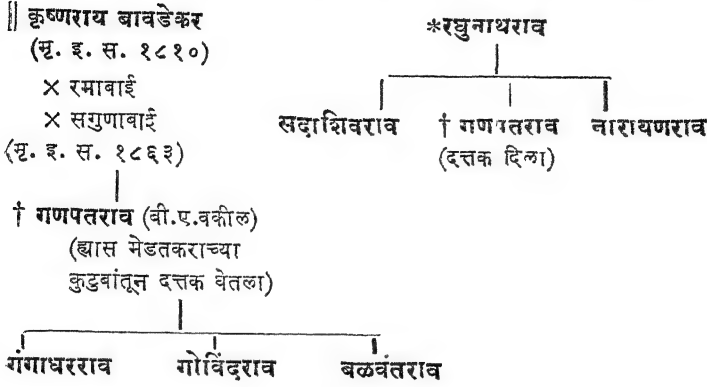 || कृष्णराय बावडेकर
(मृ. इ. स. १८१०)
× रमाबाई
× सगुणाबाई
(मृ. इ. स. १८६३)
† गणपतराव (बी.ए.वकील)
(ह्यास मेडतकराच्या
कुटुबांतून दत्तक घेतला)
गंगाधरराव गोविंदराव बळवंतराव
*रघुनाथराव
सदाशिवराव † गणपतराव नारायणराव
(दत्तक दिला)